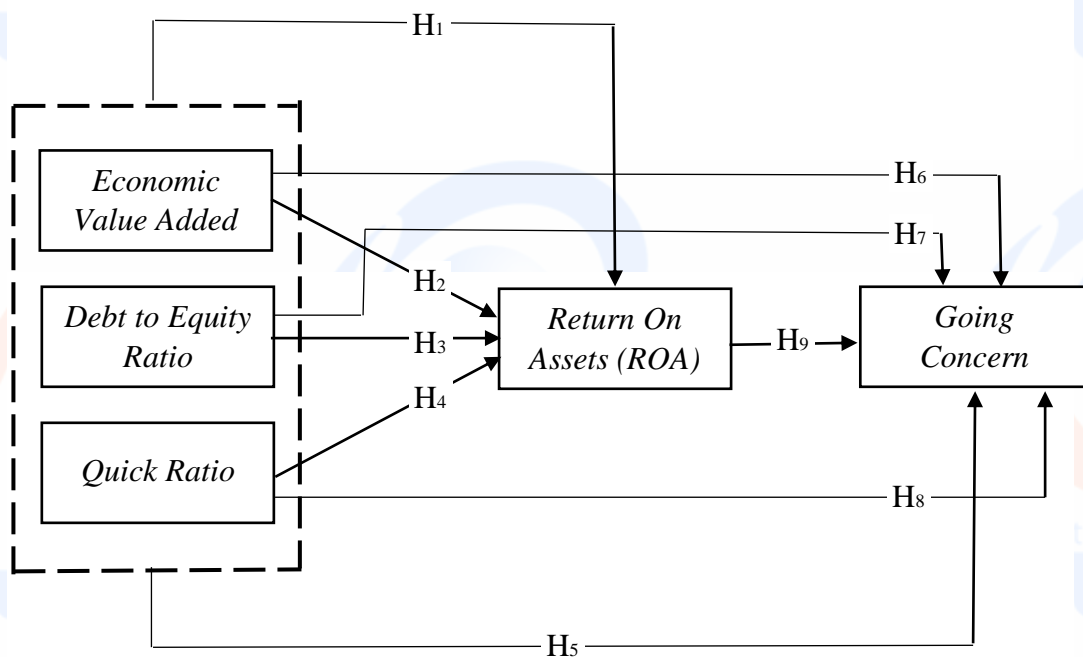 H1
Economic
Value Added
H6
H7
H2
Debt to Equity
Ratio
H3
Return On
Assets (ROA)
H9
Going
Concern
H4
Quick Ratio
H8
H5